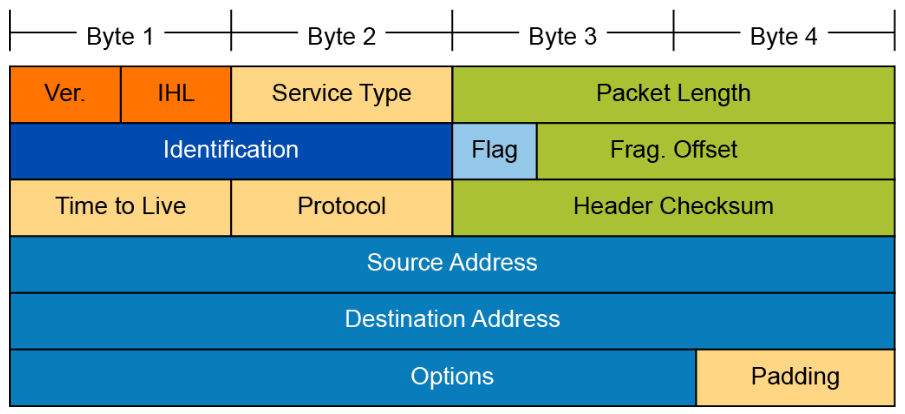 Byte 1 Byte 2 Byte 3 Byte 4
Ver. IHL Service Type Packet Length
Identification Flag Frag. Offset
Time to Live Protocol Header Checksum
Source Address
Destination Address
Options Padding